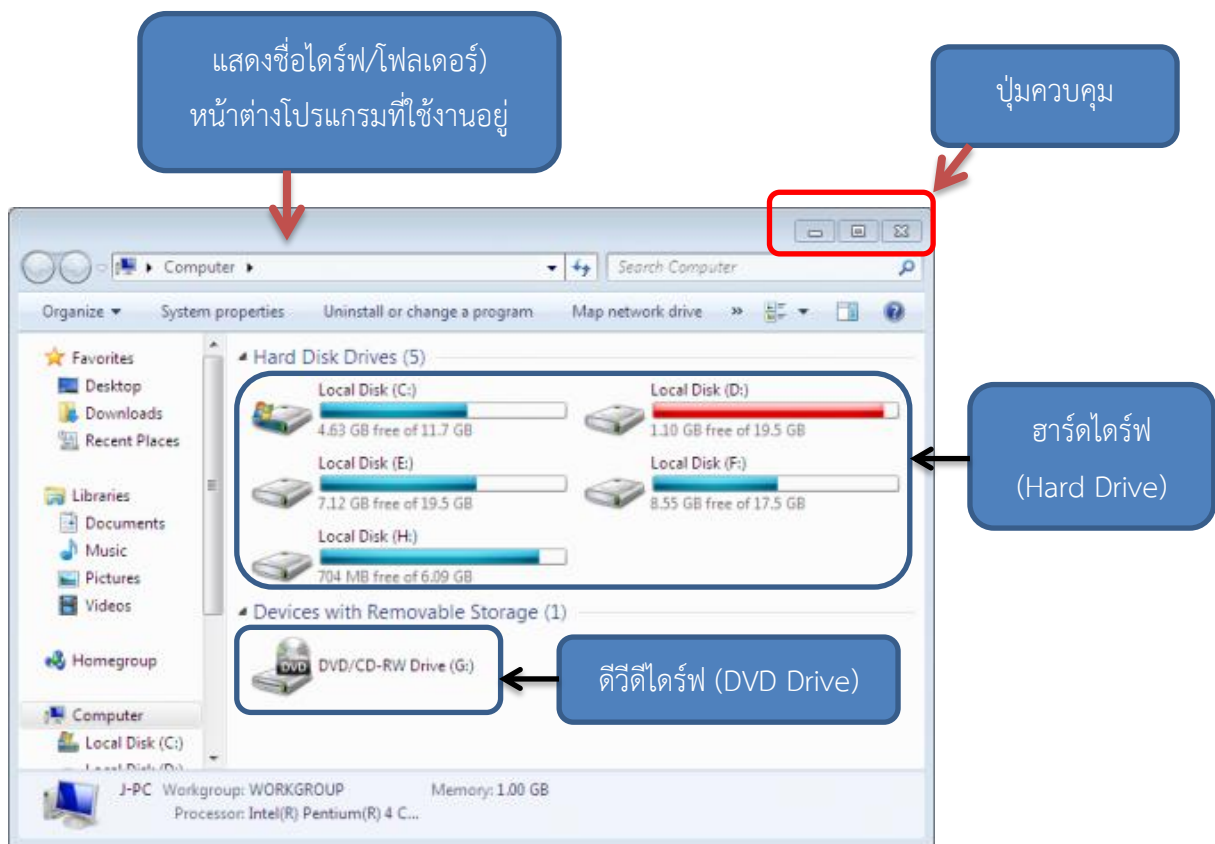 แสดงชื่อไดร์ฟ/โฟลเดอร์)
หน้าต่างโปรแกรมที่ใช้งานอยู่
ปุ่มควบคุม
Computer
Search Computer
Organize System properties Uninstall or change a program Map network drive »
Favorites
Desktop
Downloads
Recent Places
Libraries
Documents
Music
Pictures
Videos
Homegroup
Computer
Local Disk (C:)
Local Disk (D:)
Hard Disk Drives (5)
Local Disk (C:)
4.63 GB free of 11.7 GB
Local Disk (D:)
1.10 GB free of 19.5 GB
Local Disk (E:)
7.12 GB free of 19.5 GB
Local Disk (F:)
8.55 GB free of 17.5 GB
Local Disk (H:)
704 MB free of 6.09 GB
ฮาร์ดไดร์ฟ
(Hard Drive)
Devices with Removable Storage (1)
DVD
DVD/CD-RW Drive (G:)
ดีวีดีไดร์ฟ (DVD Drive)
J-PC Workgroup: WORKGROUP Memory: 1.00 GB
Processor: Intel(R) Pentium(R) 4 C...